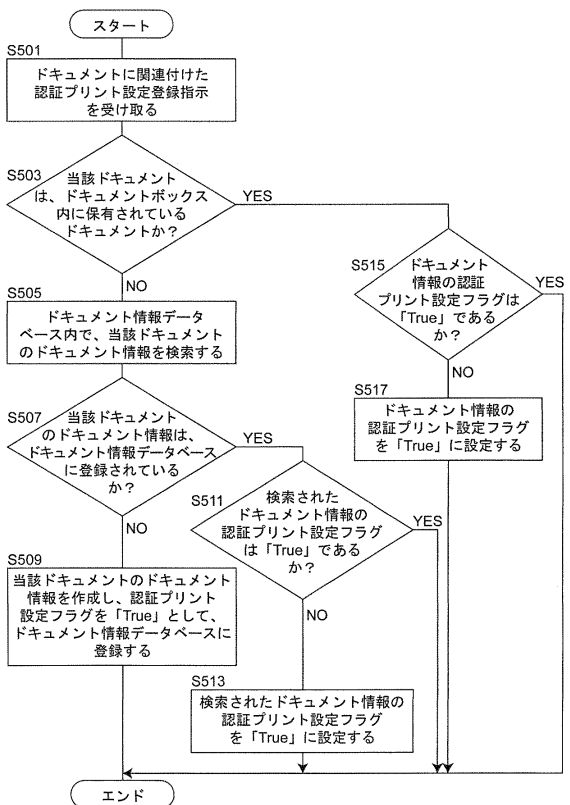 スタート
S501
ドキュメントに関連付けた
認証プリント設定登録指示
を受け取る
S503
当該ドキュメント
は、ドキュメントボックス
内に保有されている
ドキュメントか？
YES
NO
S505
ドキュメント情報データ
ベース内で、当該ドキュメント
のドキュメント情報を検索する
S507
当該ドキュメント
のドキュメント情報は、
ドキュメント情報データベース
に登録されている
か？
YES
NO
S509
当該ドキュメントのドキュメント
情報を作成し、認証プリント
設定フラグを「True」として、
ドキュメント情報データベースに
登録する
S511
検索された
ドキュメント情報の
認証プリント設定フラグ
は「True」である
か？
YES
NO
S513
検索されたドキュメント情報の
認証プリント設定フラグ
を「True」に設定する
S515
ドキュメント
情報の認証
プリント設定フラグは
「True」である
か？
YES
NO
S517
ドキュメント情報の
認証プリント設定フラグ
を「True」に設定する
エンド